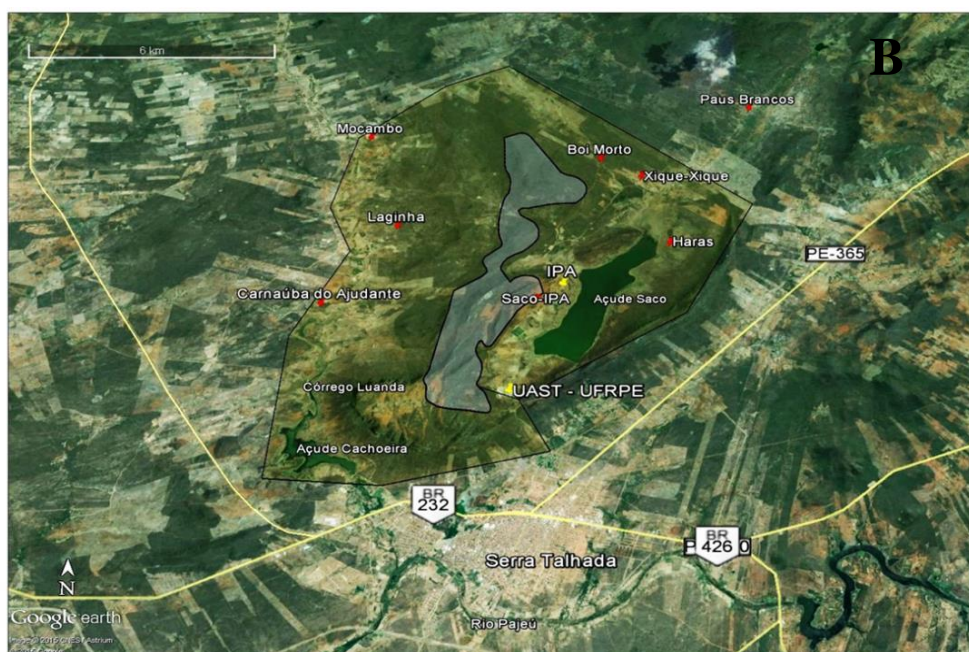 6 km
B
Paus Brancos
Mocambo
Boi Morto
Xique-Xique
Laginha
Haras
PE-365
IPA
Carnaúba do Ajudante
Saco-IPA
Açude Saco
Córrego Luanda
UAST - UFRPE
Açude Cachoeira
BR
232
BR
426
Serra Talhada
N
Google earth
Rio Pajeú